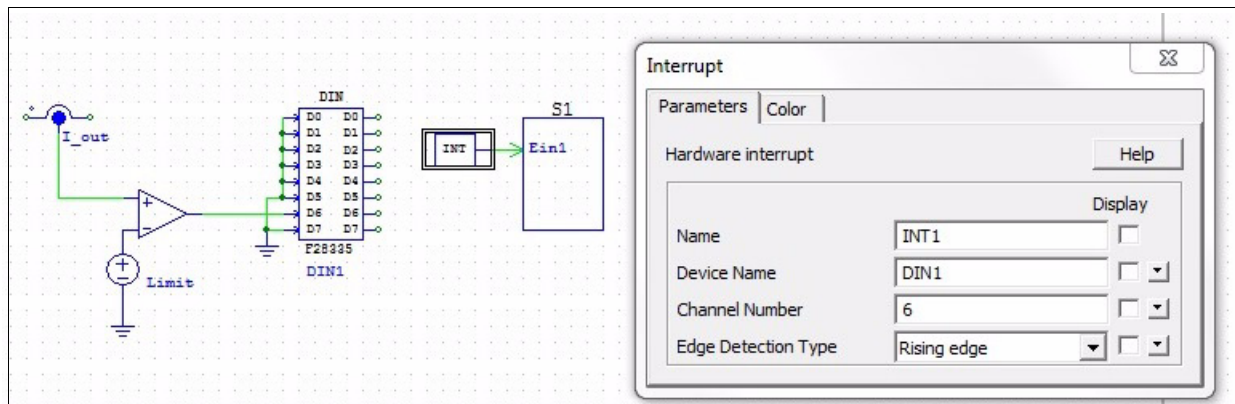 I_out
Limit
DIN
D0 D0
D1 D1
D2 D2
D3 D3
D4 D4
D5 D5
D6 D6
D7 D7
F28335
DIN1
INT
S1
Ein1
Interrupt
Parameters
Color
Hardware interrupt
Help
Display
Name INT1
Device Name DIN1
Channel Number 6
Edge Detection Type Rising edge